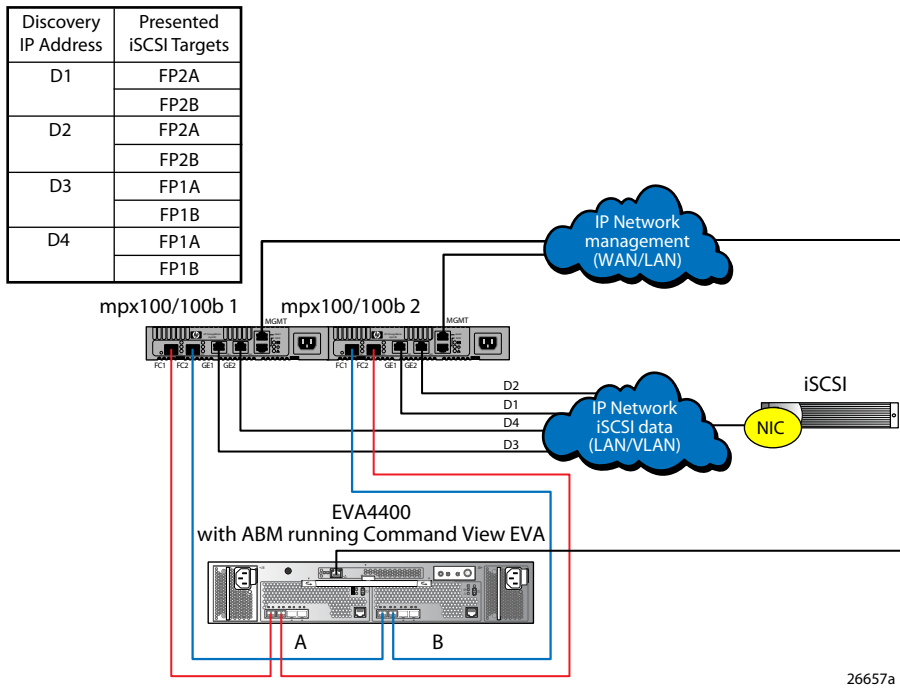 Discovery IP Address
Presented iSCSI Targets
D1
FP2A
FP2B
D2
FP2A
FP2B
D3
FP1A
FP1B
D4
FP1A
FP1B
IP Network
management
(WAN/LAN)
mpx100/100b 1
mpx100/100b 2
MGMT
MGMT
FC1
FC2
GE1
GE2
FC1
FC2
GE1
GE2
D2
D1
D4
D3
IP Network
iSCSI data
(LAN/VLAN)
iSCSI
NIC
EVA4400
with ABM running Command View EVA
A
B
26657a